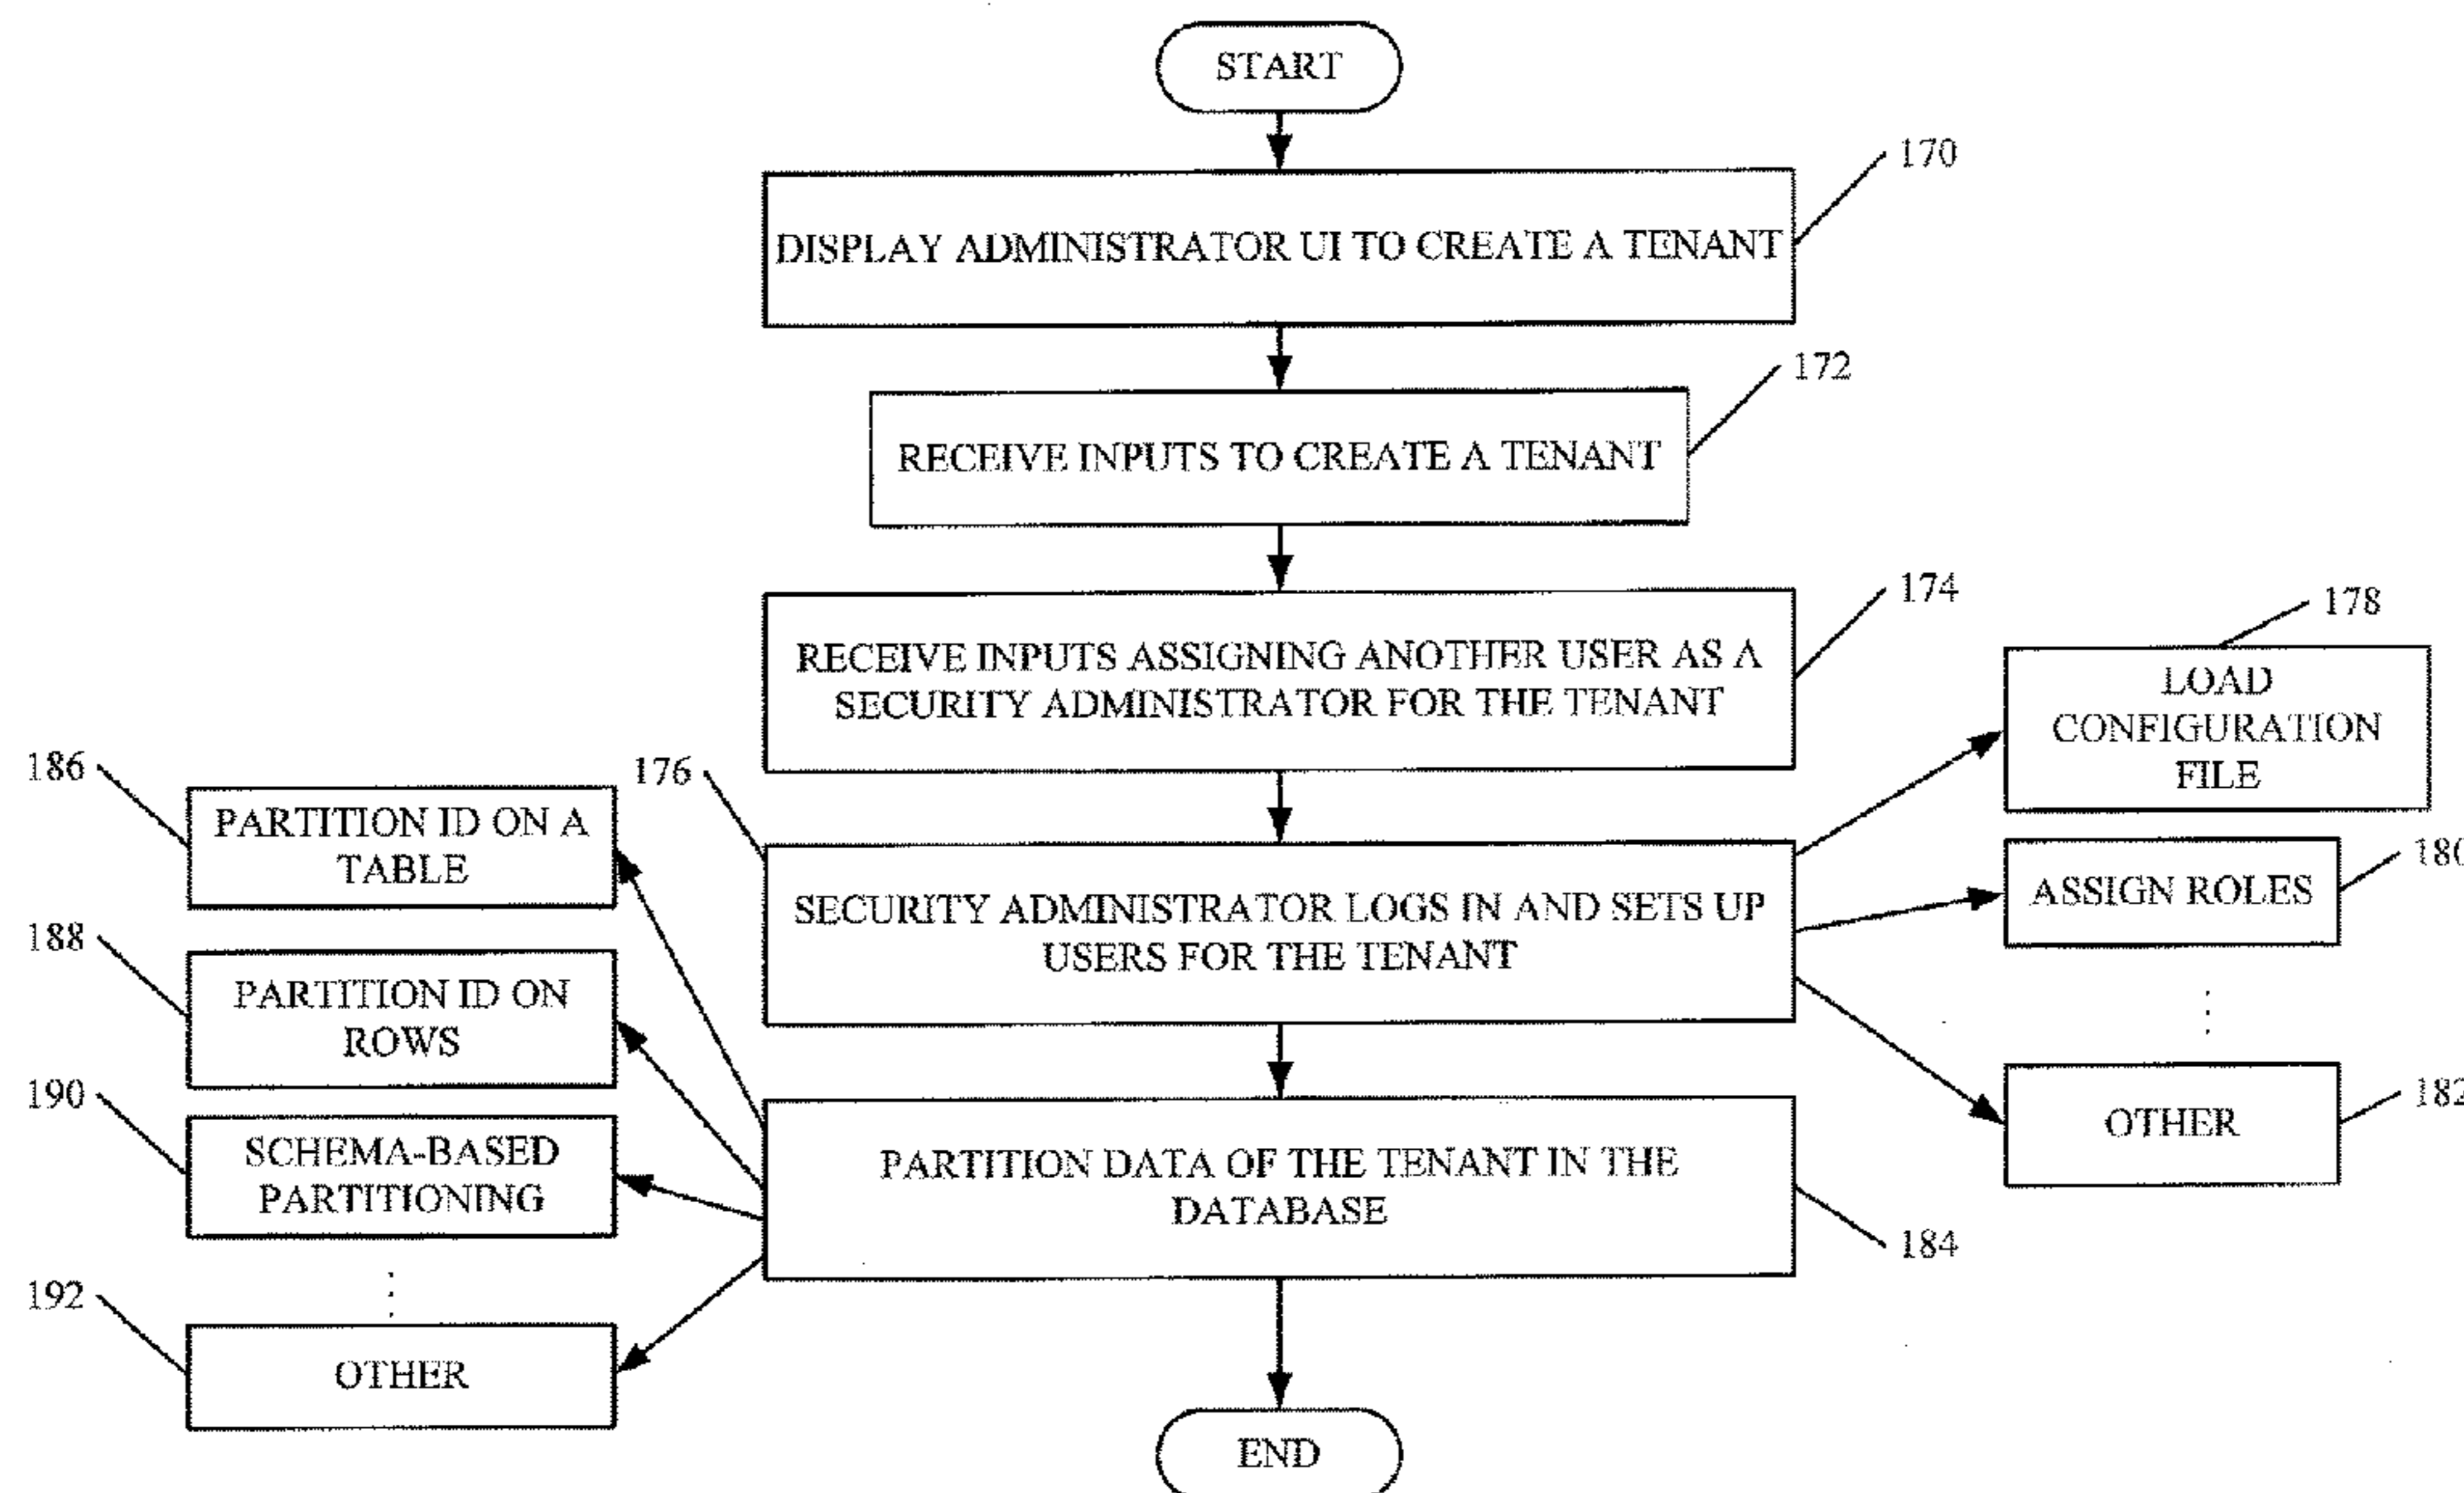 START
170
DISPLAY ADMINISTRATOR UI TO CREATE A TENANT
172
RECEIVE INPUTS TO CREATE A TENANT
174
RECEIVE INPUTS ASSIGNING ANOTHER USER AS A
SECURITY ADMINISTRATOR FOR THE TENANT
178
LOAD
CONFIGURATION
FILE
176
SECURITY ADMINISTRATOR LOGS IN AND SETS UP
USERS FOR THE TENANT
180
ASSIGN ROLES
182
OTHER
186
PARTITION ID ON A
TABLE
188
PARTITION ID ON
ROWS
190
SCHEMA-BASED
PARTITIONING
192
OTHER
PARTITION DATA OF THE TENANT IN THE
DATABASE
184
END